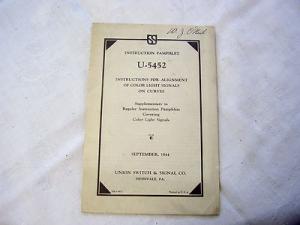 INSTRUCTION PAMPHLET
U-5452
INSTRUCTIONS FOR ALIGNMENT
OF COLOR LIGHT SIGNALS
ON CURVES
Supplementary to
Regular Instruction Pamphlets
Covering
Color Light Signals
SEPTEMBER, 1944
UNION SWITCH & SIGNAL CO.
SWISSVALE, PA.